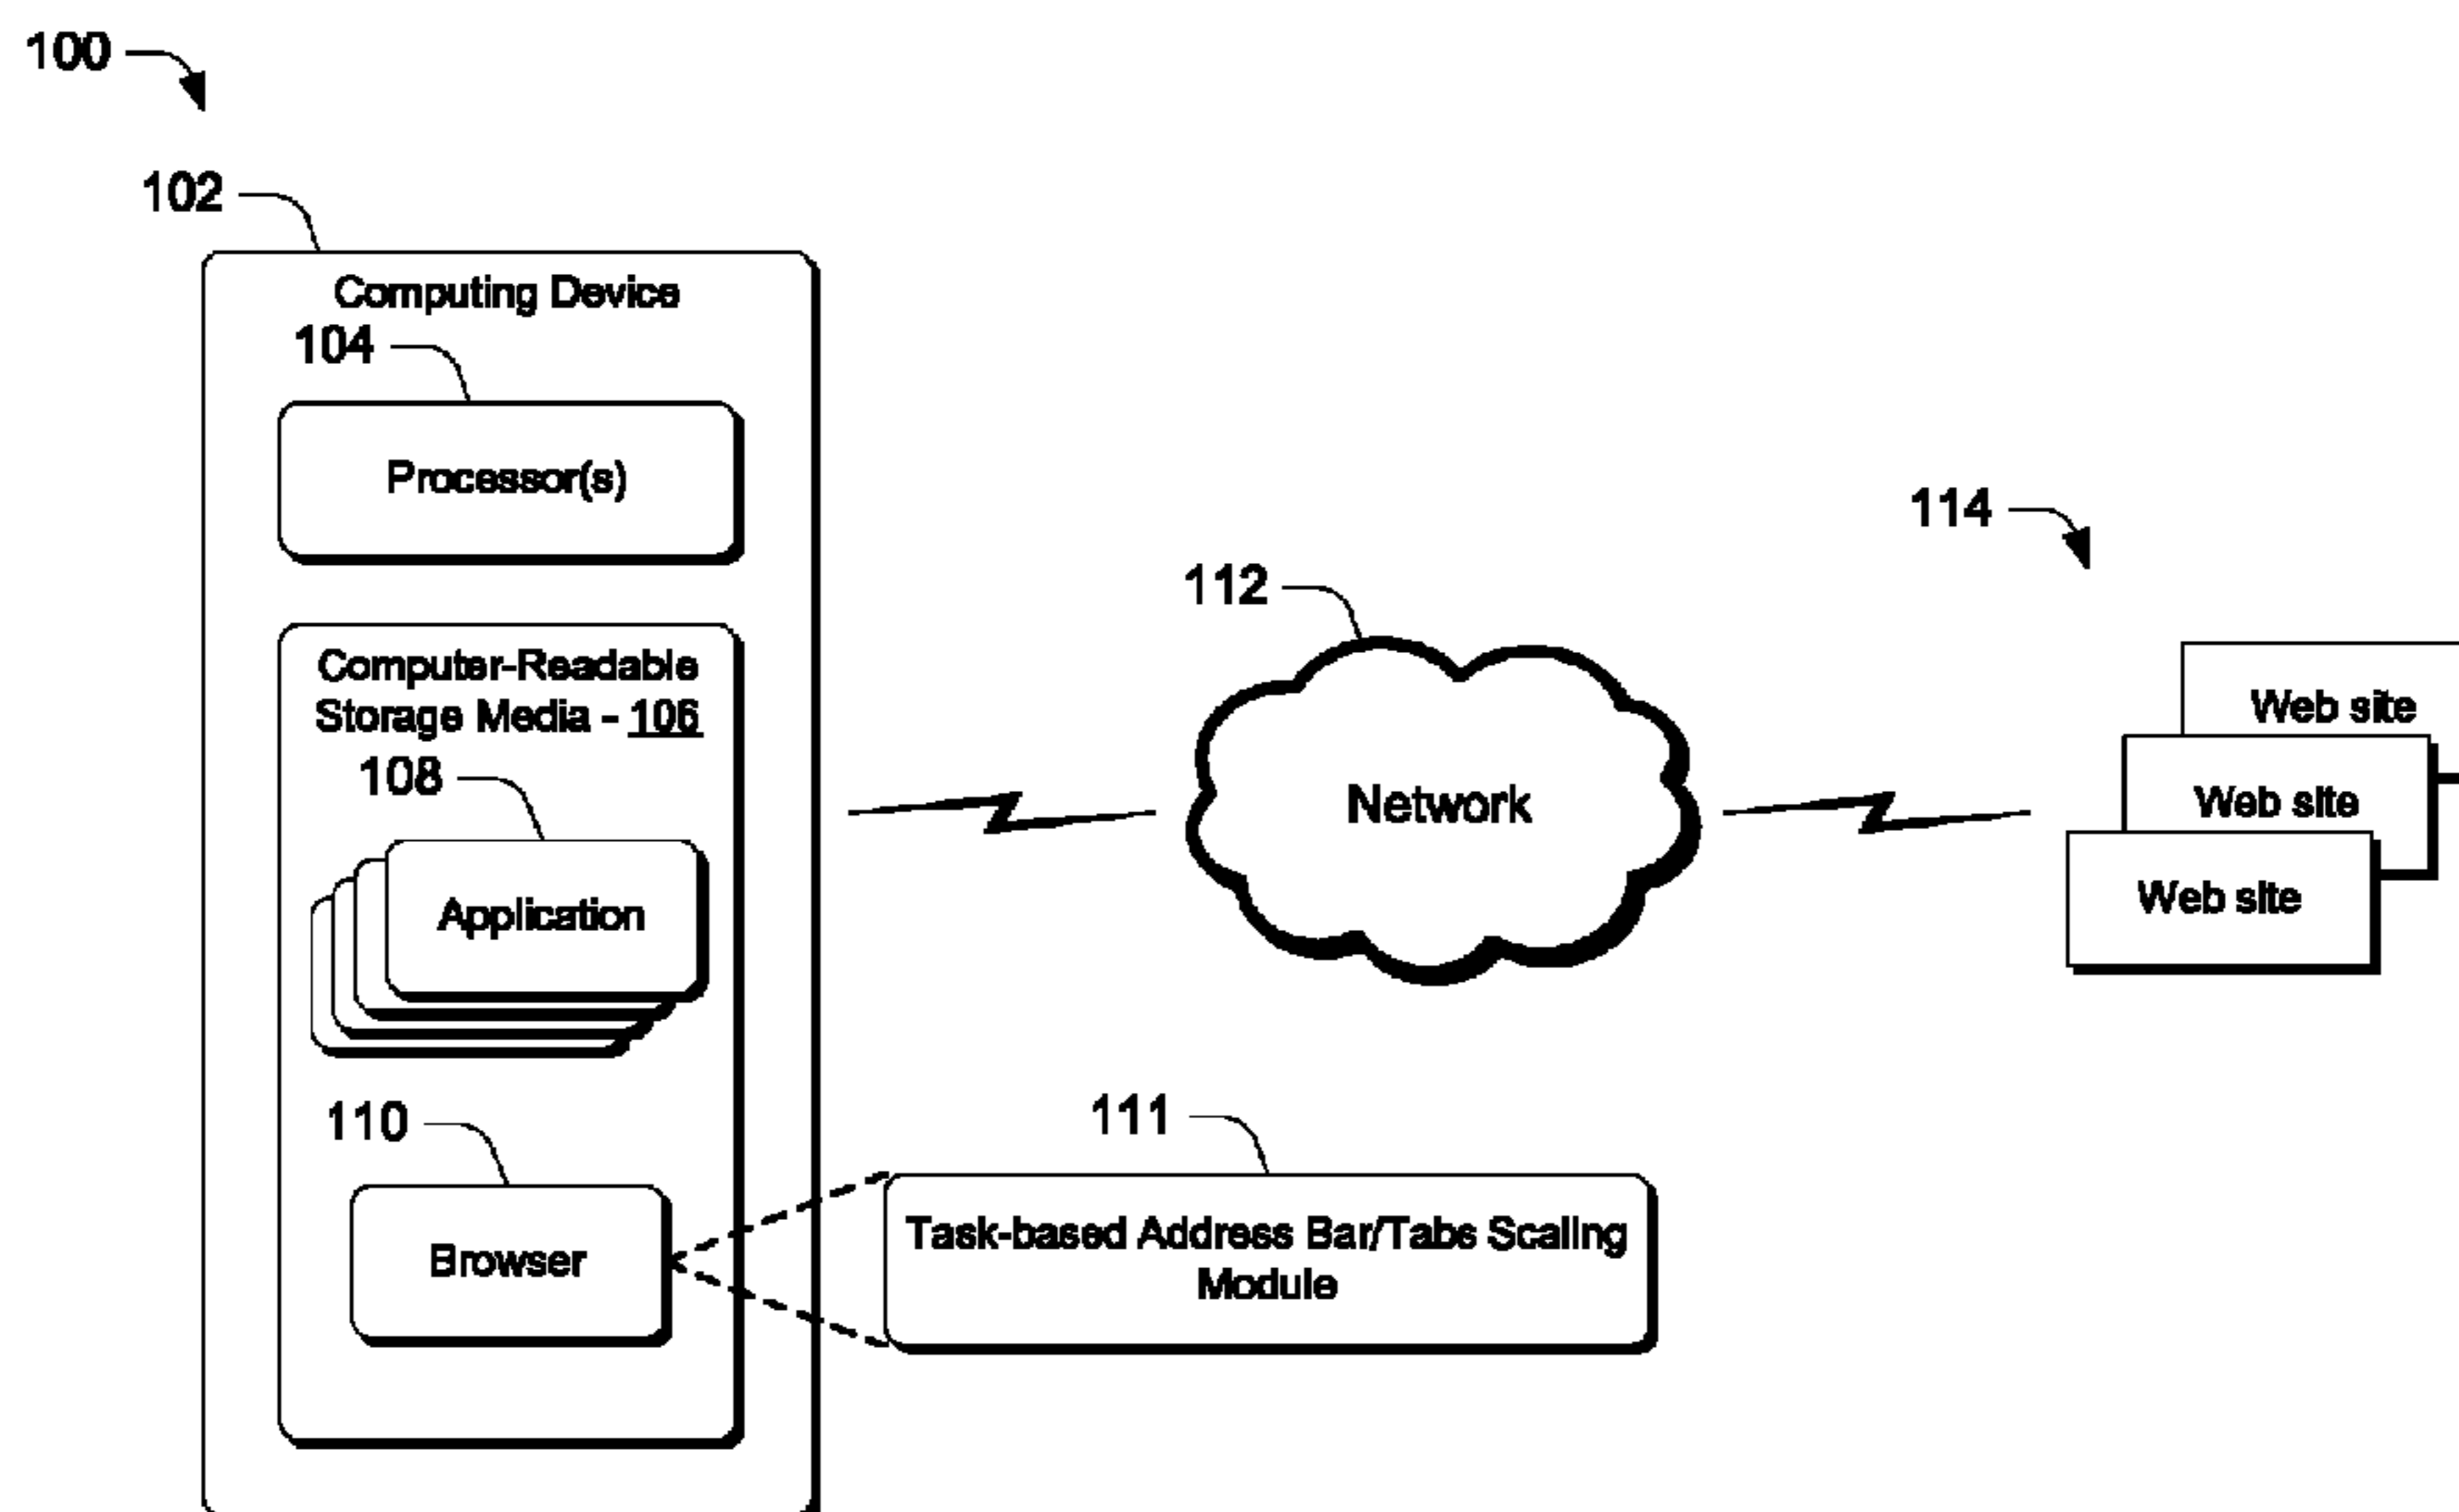 100
102
Computing Device
104
Processor(s)
Computer-Readable
Storage Media - 106
108
Application
110
Browser
111
Task-based Address Bar/Tabs Scaling
Module
112
Network
114
Web site
Web site
Web site